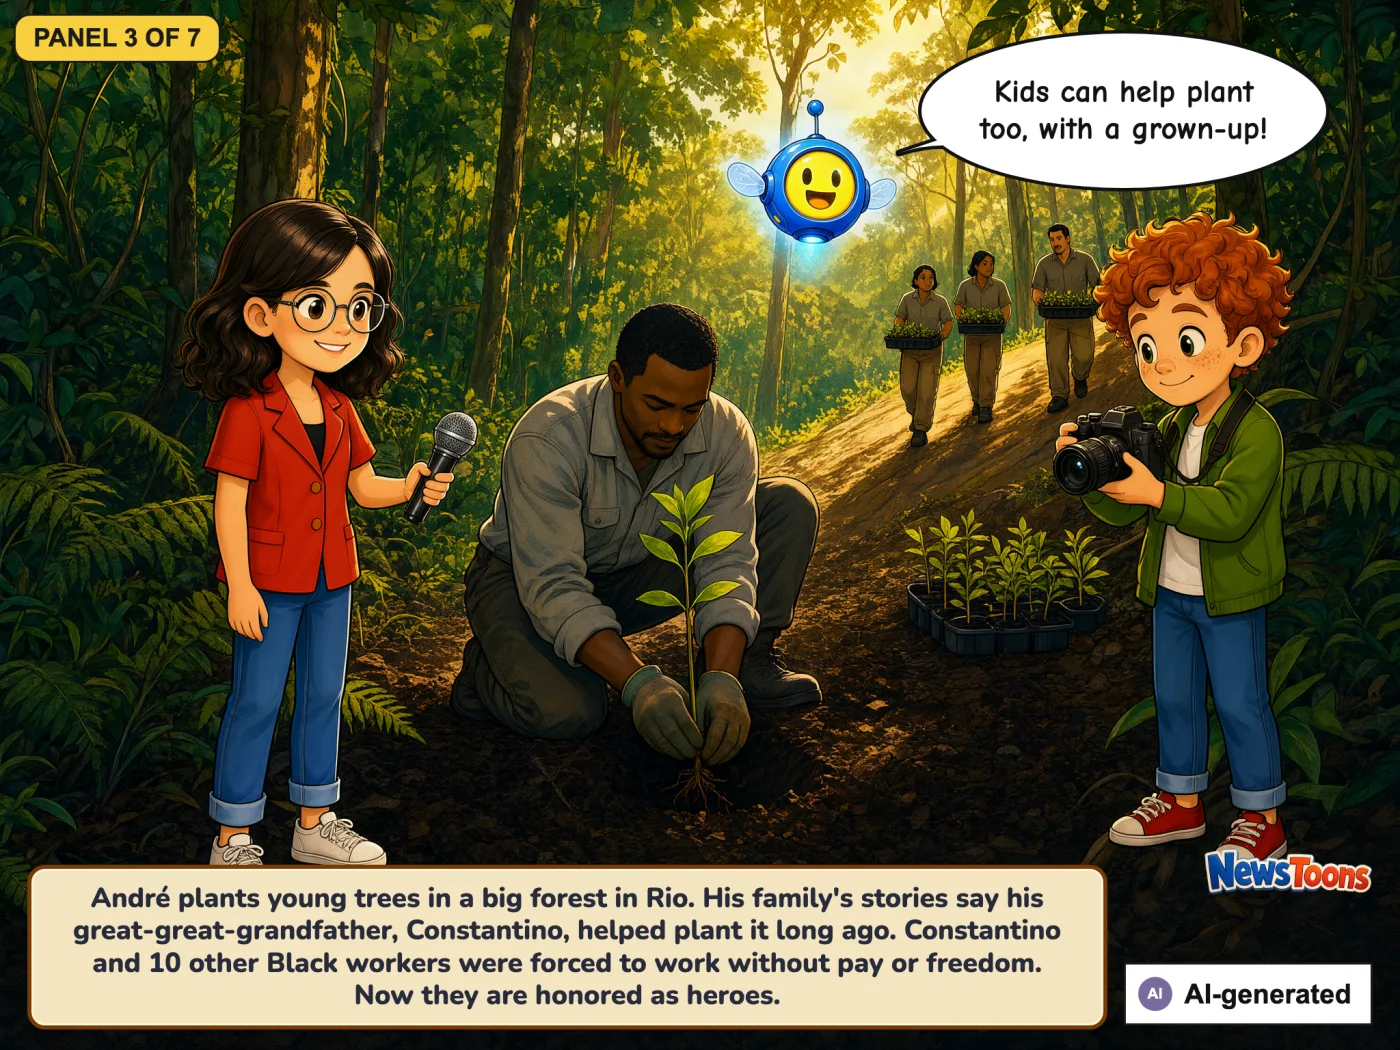 PANEL 3 OF 7
Kids can help plant
too, with a grown-up!
NewsToons
André plants young trees in a big forest in Rio. His family's stories say his
great-great-grandfather, Constantino, helped plant it long ago. Constantino
and 10 other Black workers were forced to work without pay or freedom.
Now they are honored as heroes.
AI AI-generated